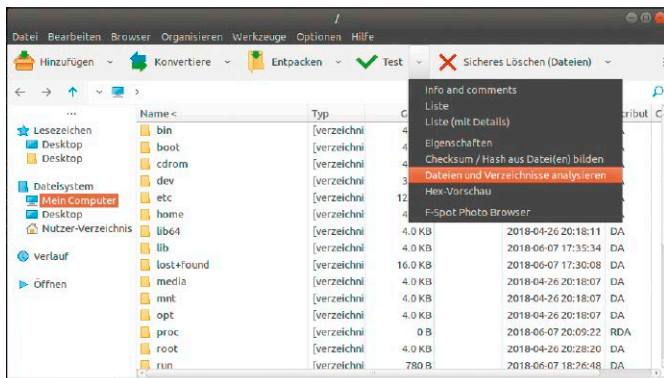 /
Datei Bearbeiten Browser Organisieren Werkzeuge Optionen Hilfe
Hinzufügen Konvertiere Entpacken Test Sicheres Löschen (Dateien)
Info and comments
Liste
Liste (mit Details)
Eigenschaften
Checksum / Hash aus Datei(en) bilden
Dateien und Verzeichnisse analysieren
Hex-Vorschau
F-Spot Photo Browser
...
Lesezeichen
Desktop
Desktop
Dateisystem
Mein Computer
Desktop
Nutzer-Verzeichnis
Verlauf
Öffnen
Name < Typ
bin [verzeichni
boot [verzeichni
cdrom [verzeichni
dev [verzeichni
etc [verzeichni
home [verzeichni
lib64 [verzeichni 4.0 KB 2018-04-26 20:18:11 DA
lib [verzeichni 4.0 KB 2018-06-07 17:35:34 DA
lost+found [verzeichni 16.0 KB 2018-06-07 17:30:08 DA
media [verzeichni 4.0 KB 2018-04-26 20:18:07 DA
mnt [verzeichni 4.0 KB 2018-04-26 20:18:07 DA
opt [verzeichni 4.0 KB 2018-04-26 20:18:07 DA
proc [verzeichni 0 B 2018-06-07 20:09:22 RDA
root [verzeichni 4.0 KB 2018-04-26 20:28:20 DA
run [verzeichni 780 B 2018-06-07 18:26:48 DA